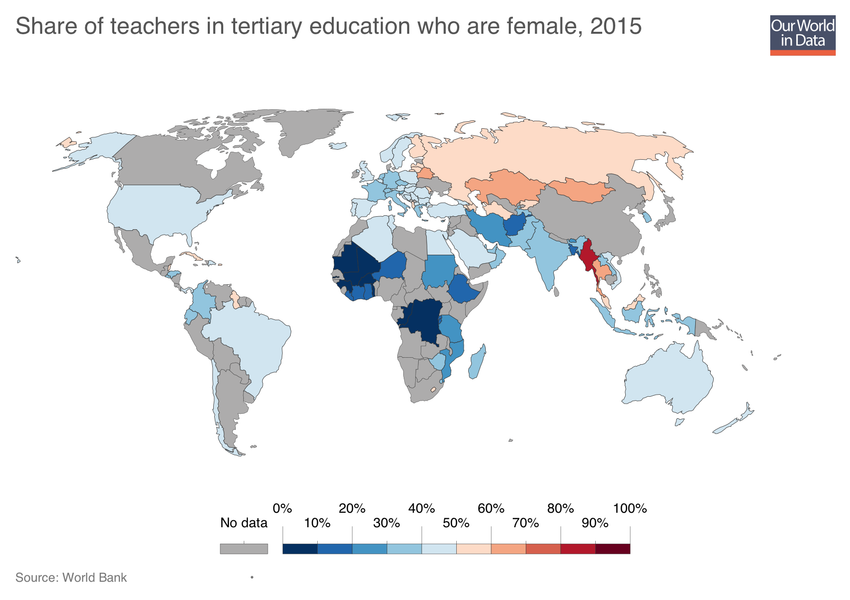 Share of teachers in tertiary education who are female, 2015
Our World
in Data
0% 20% 40% 60% 80% 100%
No data 10% 30% 50% 70% 90%
Source: World Bank